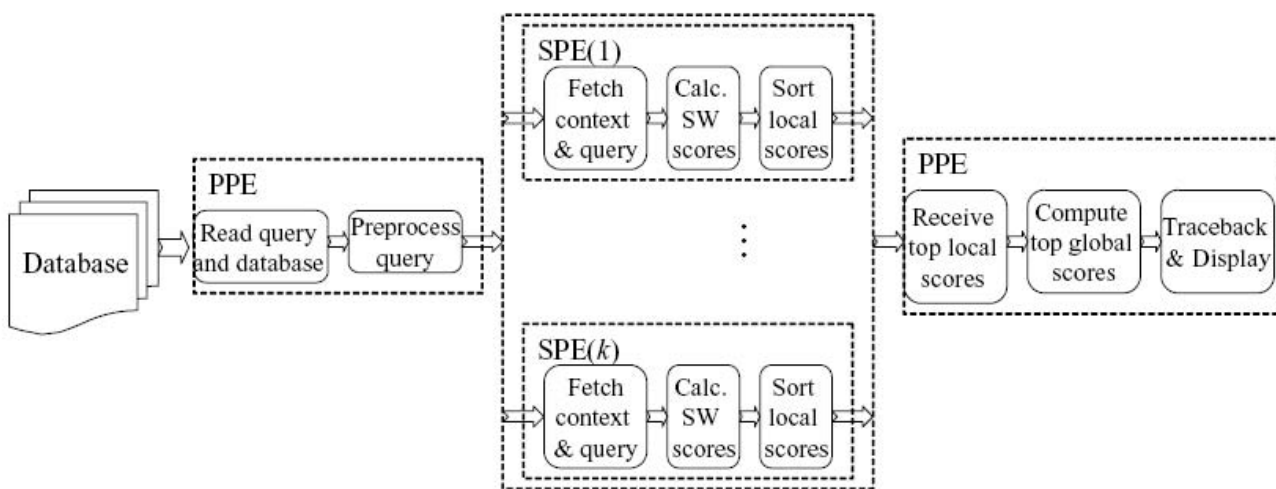 Database
PPE
Read query
and database
Preprocess
query
SPE(1)
Fetch
context
& query
Calc.
SW
scores
Sort
local
scores
SPE(k)
Fetch
context
& query
Calc.
SW
scores
Sort
local
scores
PPE
Receive
top local
scores
Compute
top global
scores
Traceback
& Display